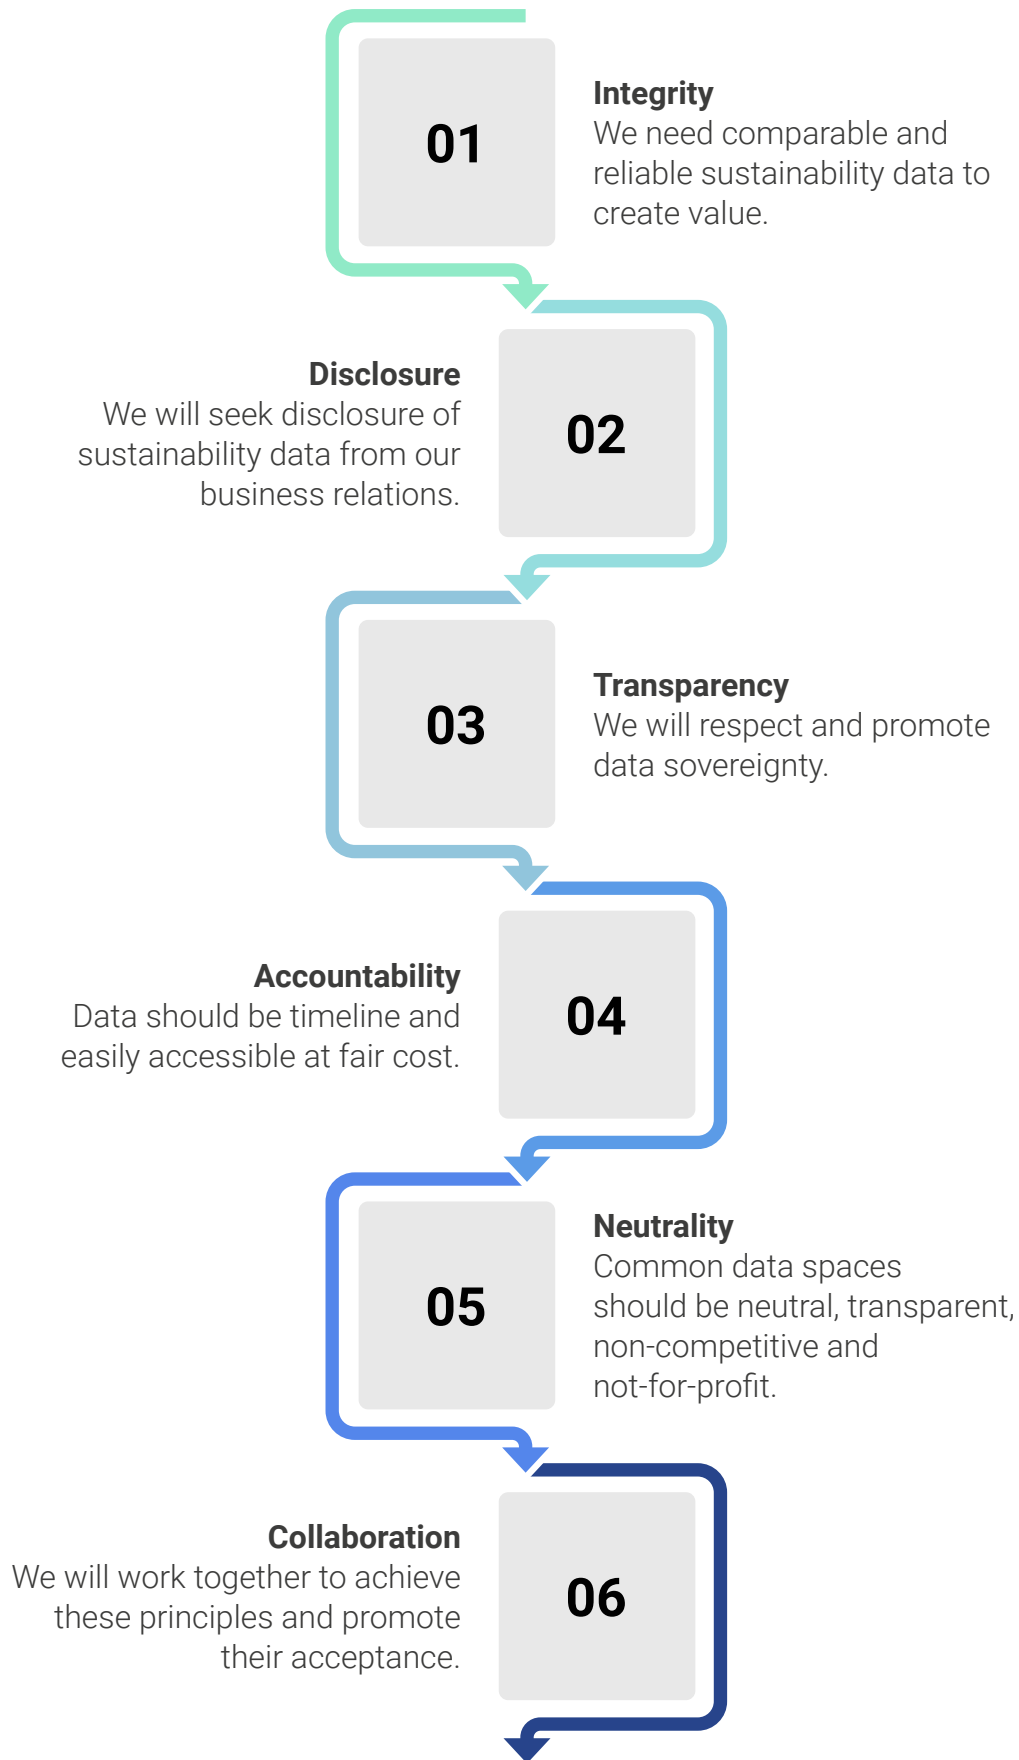 01
Integrity
We need comparable and
reliable sustainability data to
create value.
Disclosure
We will seek disclosure of
sustainability data from our
business relations.
02
03
Transparency
We will respect and promote
data sovereignty.
Accountability
Data should be timeline and
easily accessible at fair cost.
04
05
Neutrality
Common data spaces
should be neutral, transparent,
non-competitive and
not-for-profit.
Collaboration
We will work together to achieve
these principles and promote
their acceptance.
06